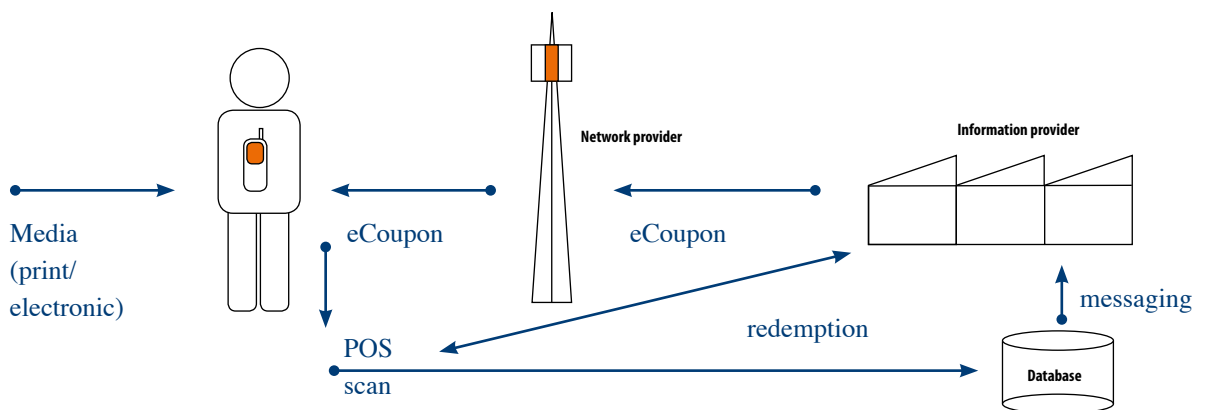 Network provider
Information provider
Media
(print/
electronic)
eCoupon
eCoupon
messaging
redemption
POS
scan
Database